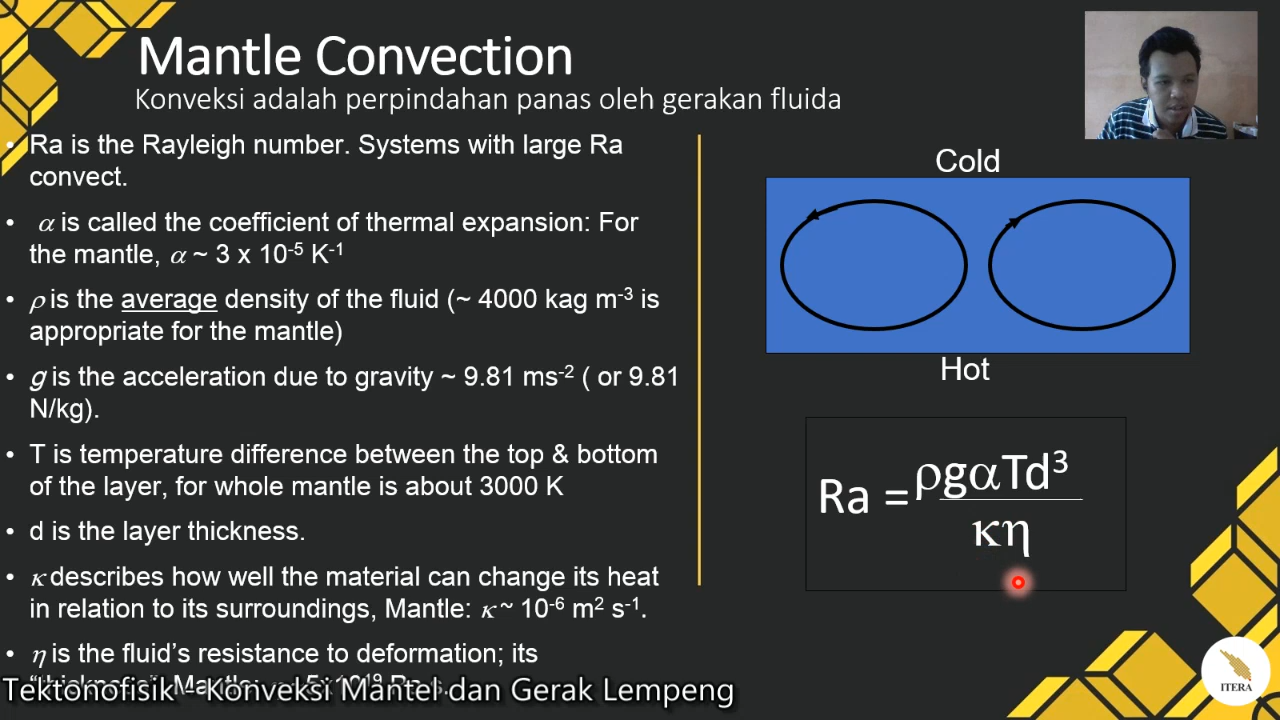 Mantle Convection
Konveksi adalah perpindahan panas oleh gerakan fluida
• Ra is the Rayleigh number. Systems with large Ra
convect.
• α is called the coefficient of thermal expansion: For
the mantle, α ~ 3 x 10⁻⁵ K⁻¹
• ρ is the average density of the fluid (~ 4000 kag m⁻³ is
appropriate for the mantle)
• g is the acceleration due to gravity ~ 9.81 ms⁻² ( or 9.81
N/kg).
• T is temperature difference between the top & bottom
of the layer, for whole mantle is about 3000 K
• d is the layer thickness.
• κ describes how well the material can change its heat
in relation to its surroundings, Mantle: κ ~ 10⁻⁶ m² s⁻¹.
• η is the fluid's resistance to deformation; its
Mantle:
Cold
Hot
Ra = ρgαTd³
κη
ITERA
Tektomofisik - Konveksi Mantel dan Gerak Lempeng